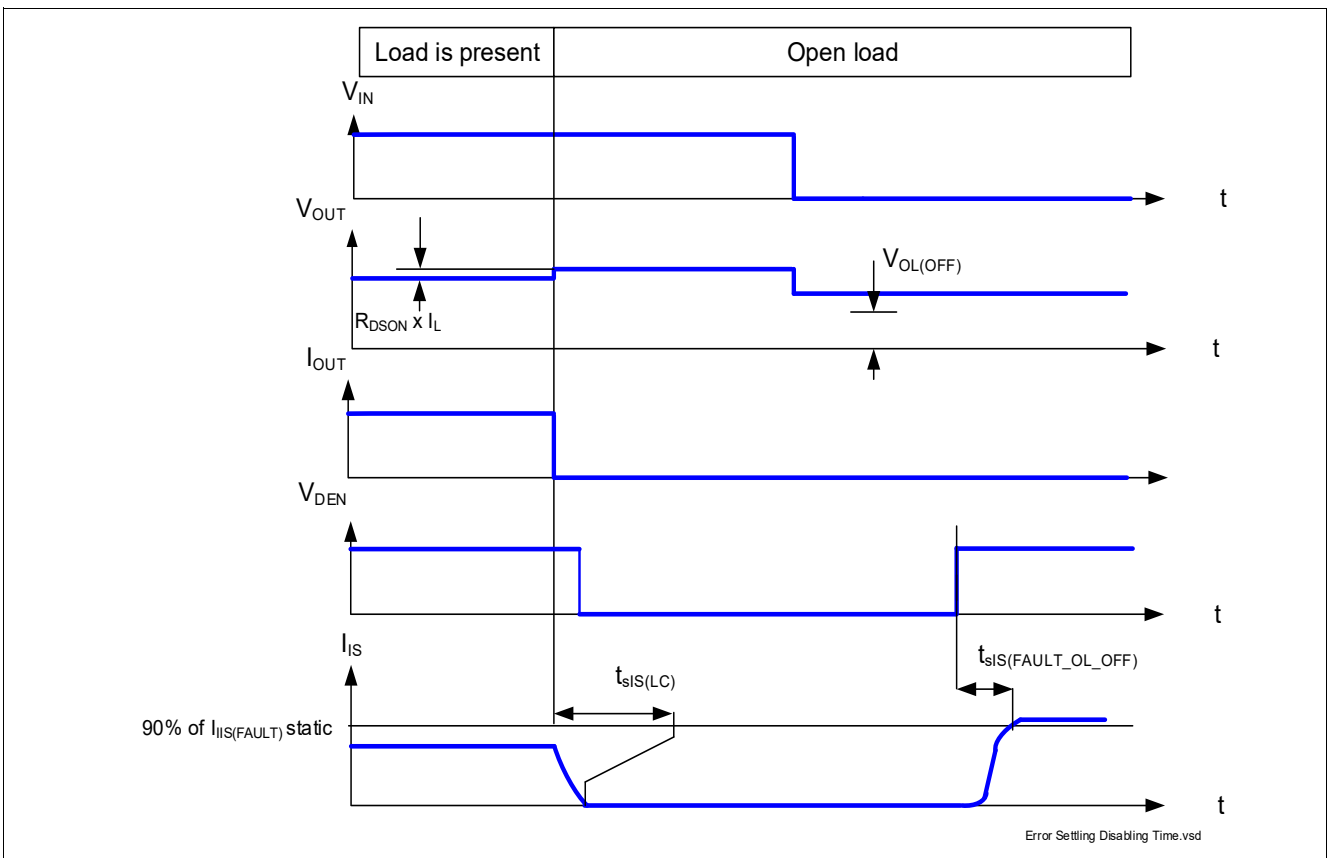 Load is present
Open load
VIN
t
VOUT
VOL(OFF)
RDSON x IL
t
IOUT
VDEN
t
IIS
tsIS(LC)
tsIS(FAULT_OL_OFF)
90% of IIIS(FAULT) static
t
Error Settling Disabling Time.vsd